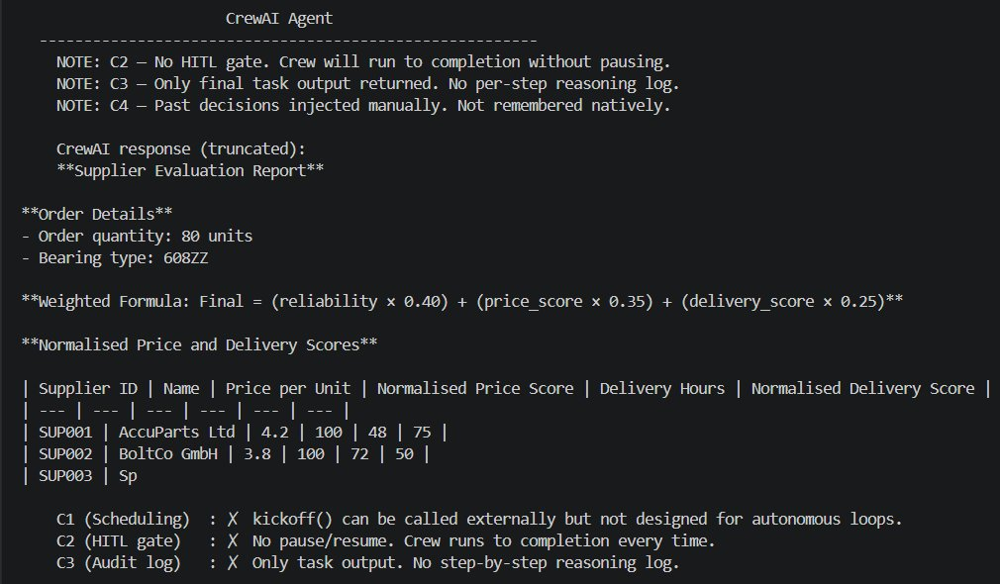 CrewAI Agent
--------------------------------------------------------
NOTE: C2 — No HITL gate. Crew will run to completion without pausing.
NOTE: C3 — Only final task output returned. No per-step reasoning log.
NOTE: C4 — Past decisions injected manually. Not remembered natively.
CrewAI response (truncated):
**Supplier Evaluation Report**
**Order Details**
- Order quantity: 80 units
- Bearing type: 608ZZ
**Weighted Formula: Final = (reliability × 0.40) + (price_score × 0.35) + (delivery_score × 0.25)**
**Normalised Price and Delivery Scores**
| Supplier ID | Name | Price per Unit | Normalised Price Score | Delivery Hours | Normalised Delivery Score |
| --- | --- | --- | --- | --- | --- |
| SUP001 | AccuParts Ltd | 4.2 | 100 | 48 | 75 |
| SUP002 | BoltCo GmbH | 3.8 | 100 | 72 | 50 |
| SUP003 | Sp
C1 (Scheduling) : ✗ kickoff() can be called externally but not designed for autonomous loops.
C2 (HITL gate) : ✗ No pause/resume. Crew runs to completion every time.
C3 (Audit log) : ✗ Only task output. No step-by-step reasoning log.